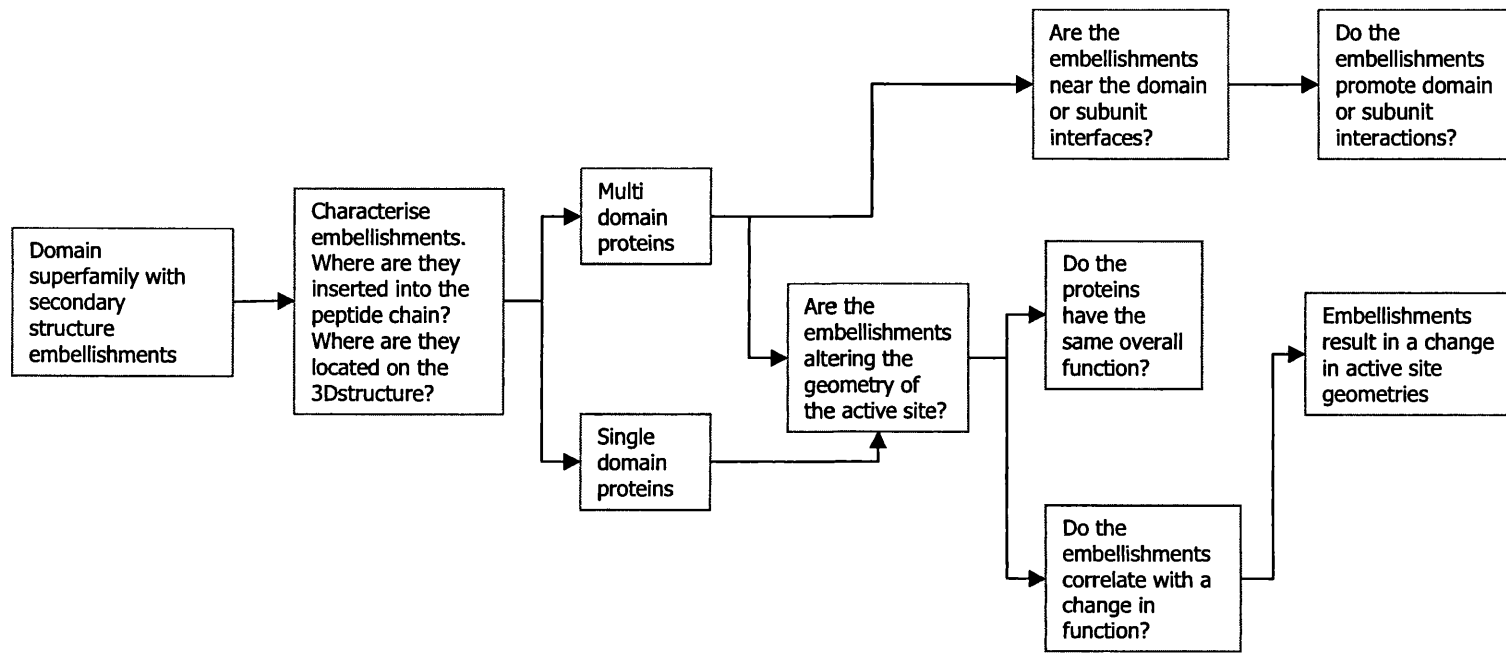 Domain
superfamily with
secondary
structure
embellishments
Characterise
embellishments.
Where are they
inserted into the
peptide chain?
Where are they
located on the
3Dstructure?
Multi
domain
proteins
Single
domain
proteins
Are the
embellishments
altering the
geometry of
the active site?
Are the
embellishments
near the domain
or subunit
interfaces?
Do the
embellishments
promote domain
or subunit
interactions?
Do the
proteins
have the
same overall
function?
Do the
embellishments
correlate with a
change in
function?
Embellishments
result in a change
in active site
geometries